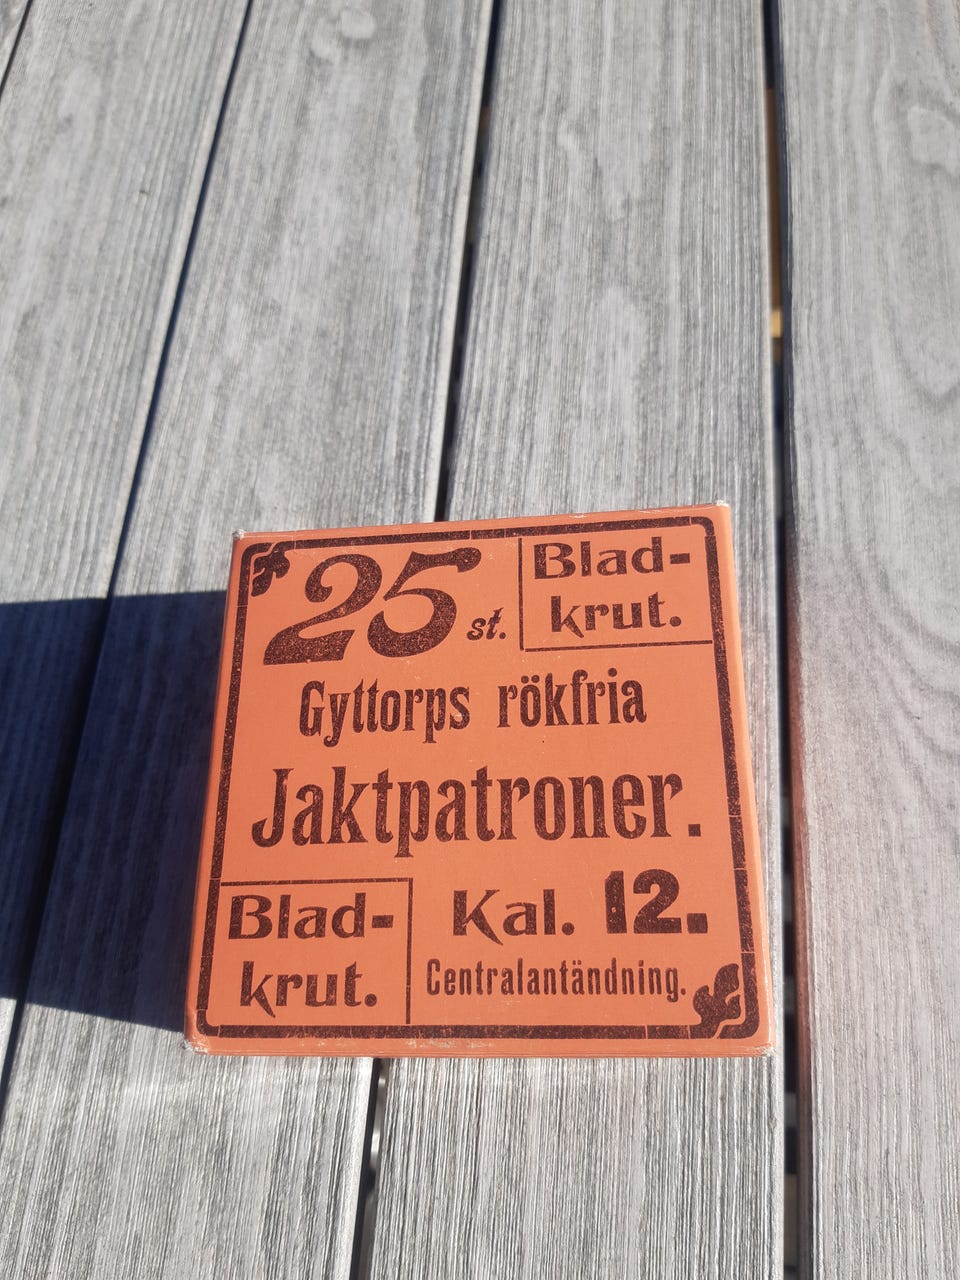 25 st.
Blad-
krut.
Gyttorps rökfria
Jaktpatroner.
Blad-
krut.
Kal. 12.
Centralantändning.